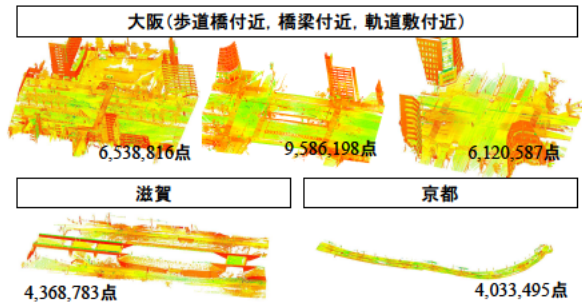 大阪(歩道橋付近,橋梁付近,軌道敷付近)
6,538,816点
9,586,198点
6,120,587点
滋賀
京都
4,368,783点
4,033,495点